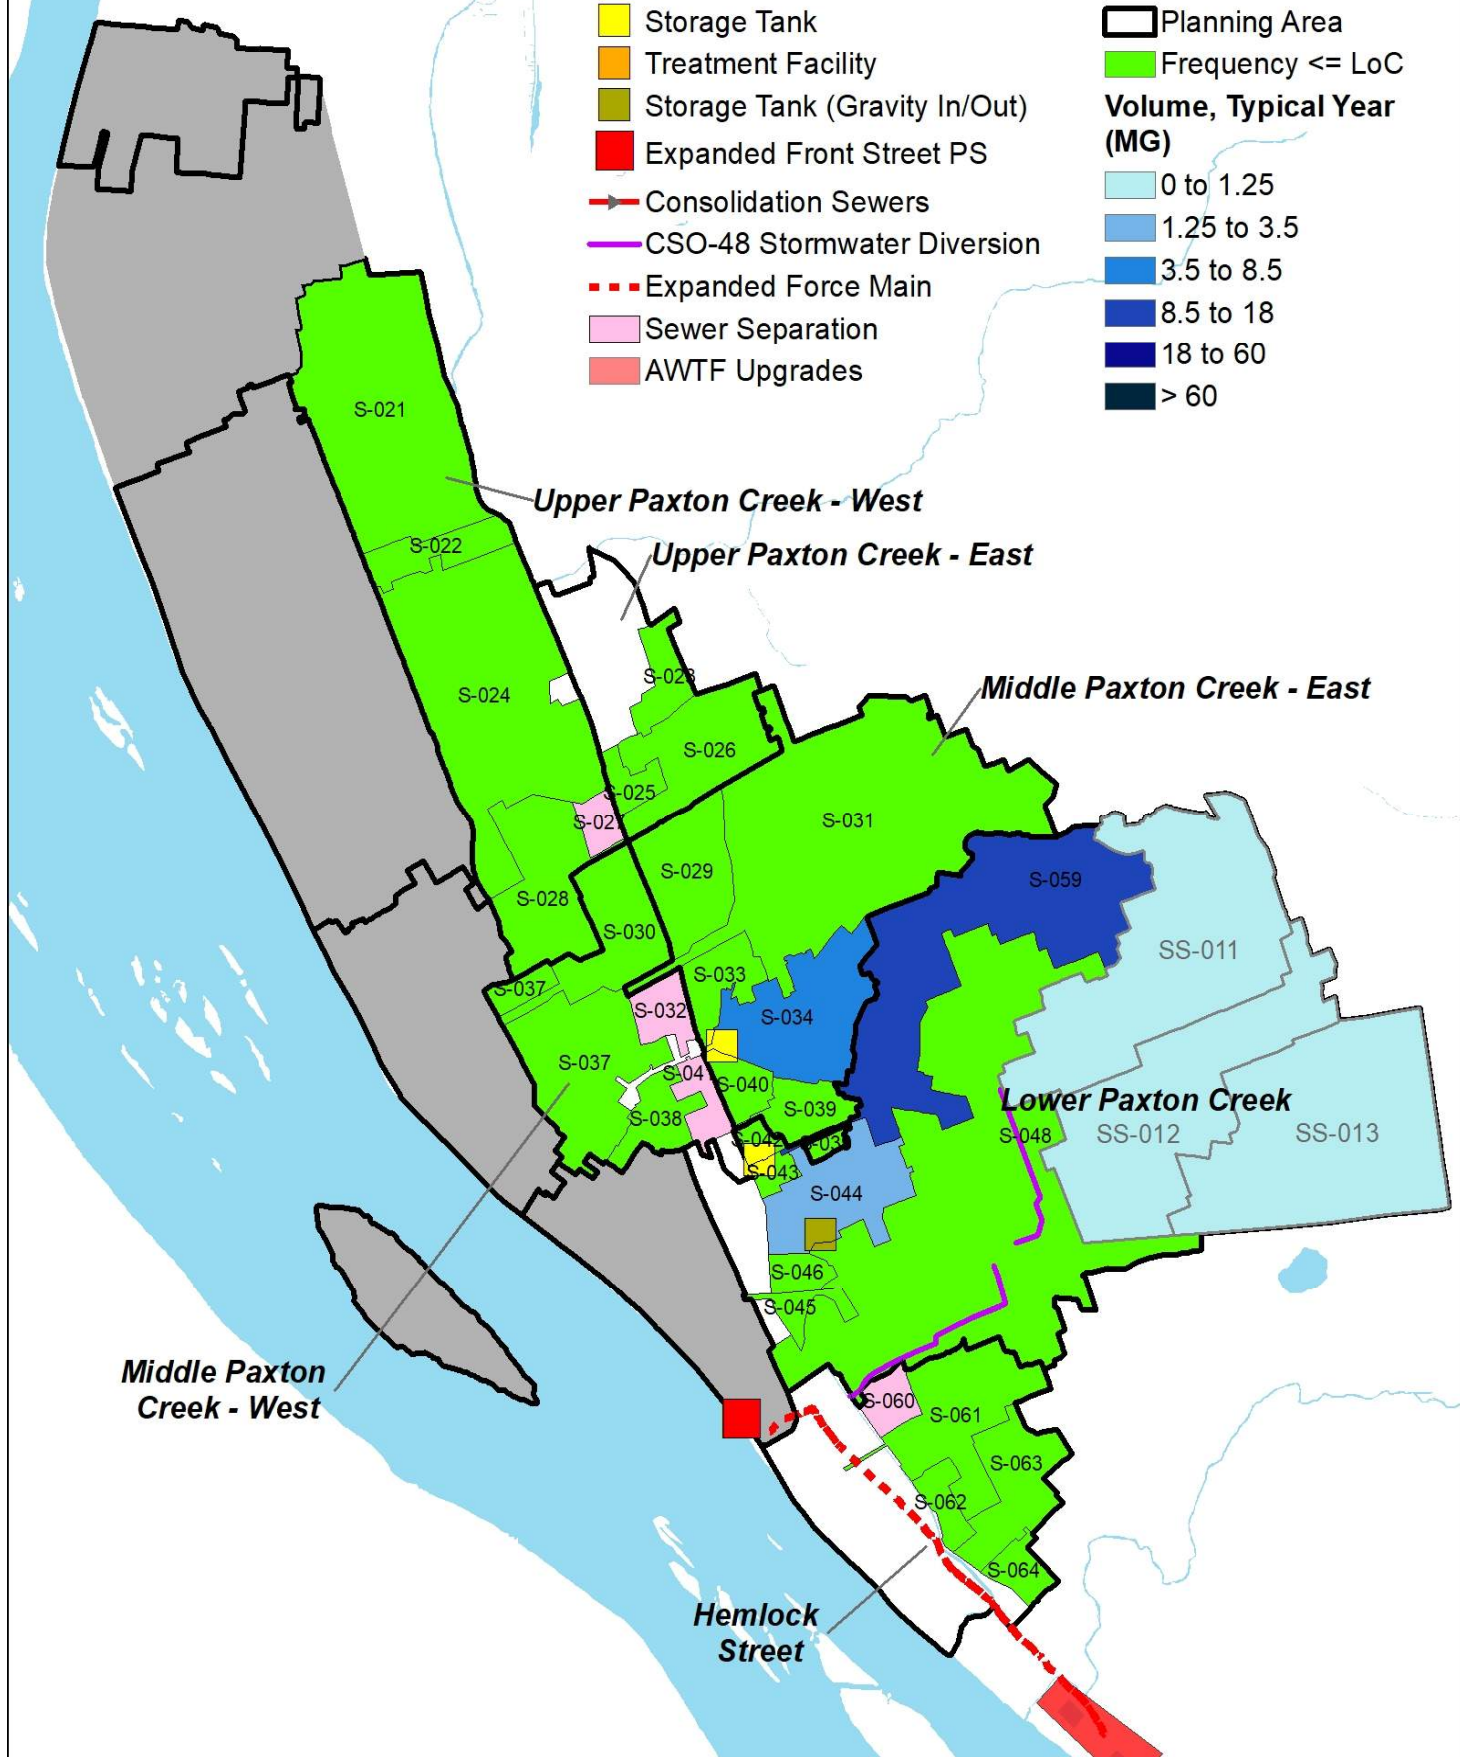 Storage Tank
Treatment Facility
Storage Tank (Gravity In/Out)
Expanded Front Street PS
Consolidation Sewers
CSO-48 Stormwater Diversion
Expanded Force Main
Sewer Separation
AWTF Upgrades
Planning Area
Frequency <= LoC
Volume, Typical Year
(MG)
0 to 1.25
1.25 to 3.5
3.5 to 8.5
8.5 to 18
18 to 60
> 60
S-021
Upper Paxton Creek - West
S-022
Upper Paxton Creek - East
S-023
Middle Paxton Creek - East
S-024
S-026
S-025
S-027
S-031
S-029
S-059
S-028
S-030
SS-011
S-033
S-037
S-032
S-034
S-037
S-041
S-040
S-039
Lower Paxton Creek
S-038
S-048
SS-012
SS-013
S-042
S-043
S-044
S-046
S-045
Middle Paxton
Creek - West
S-060
S-061
S-063
S-062
S-064
Hemlock
Street